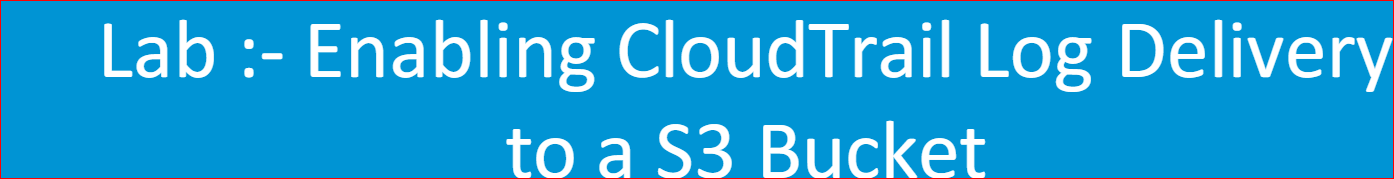 Lab :- Enabling CloudTrail Log Delivery
to a S3 Bucket